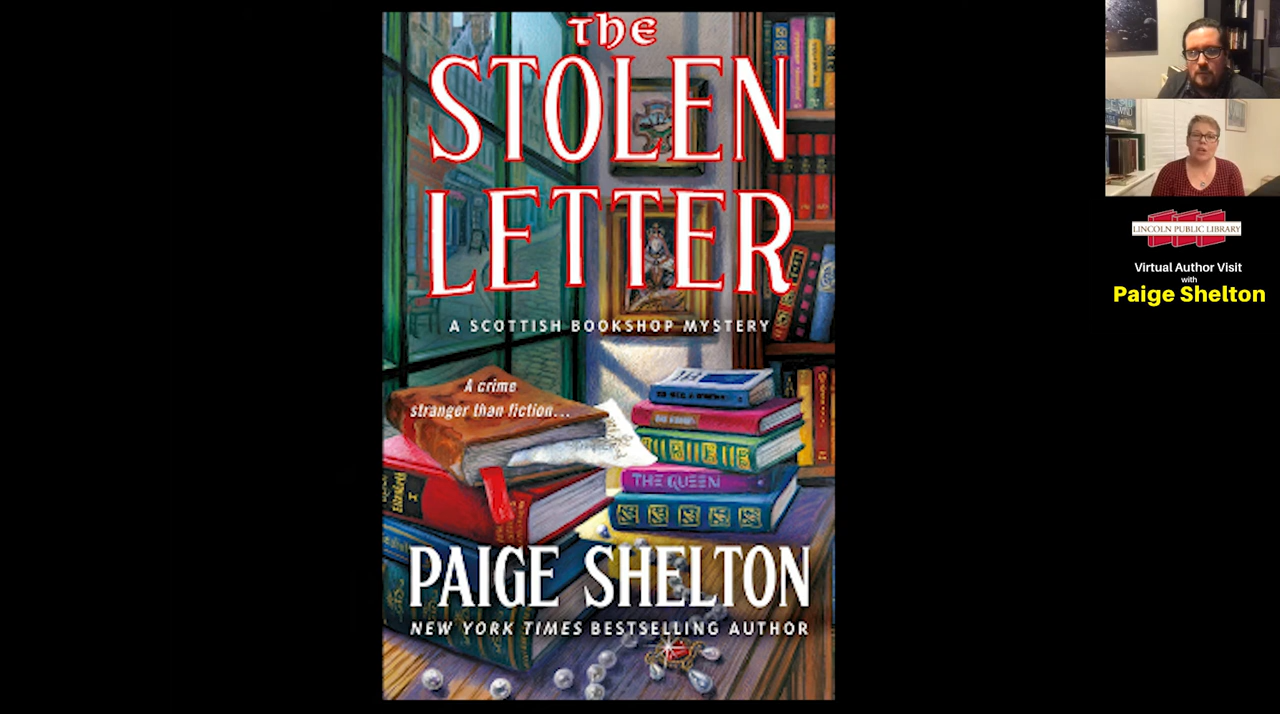 THE
STOLEN
LETTER
A SCOTTISH BOOKSHOP MYSTERY
A crime
stranger than fiction...
THE QUEEN
PAIGE SHELTON
NEW YORK TIMES BESTSELLING AUTHOR
LINCOLN PUBLIC LIBRARY
Virtual Author Visit
with
Paige Shelton